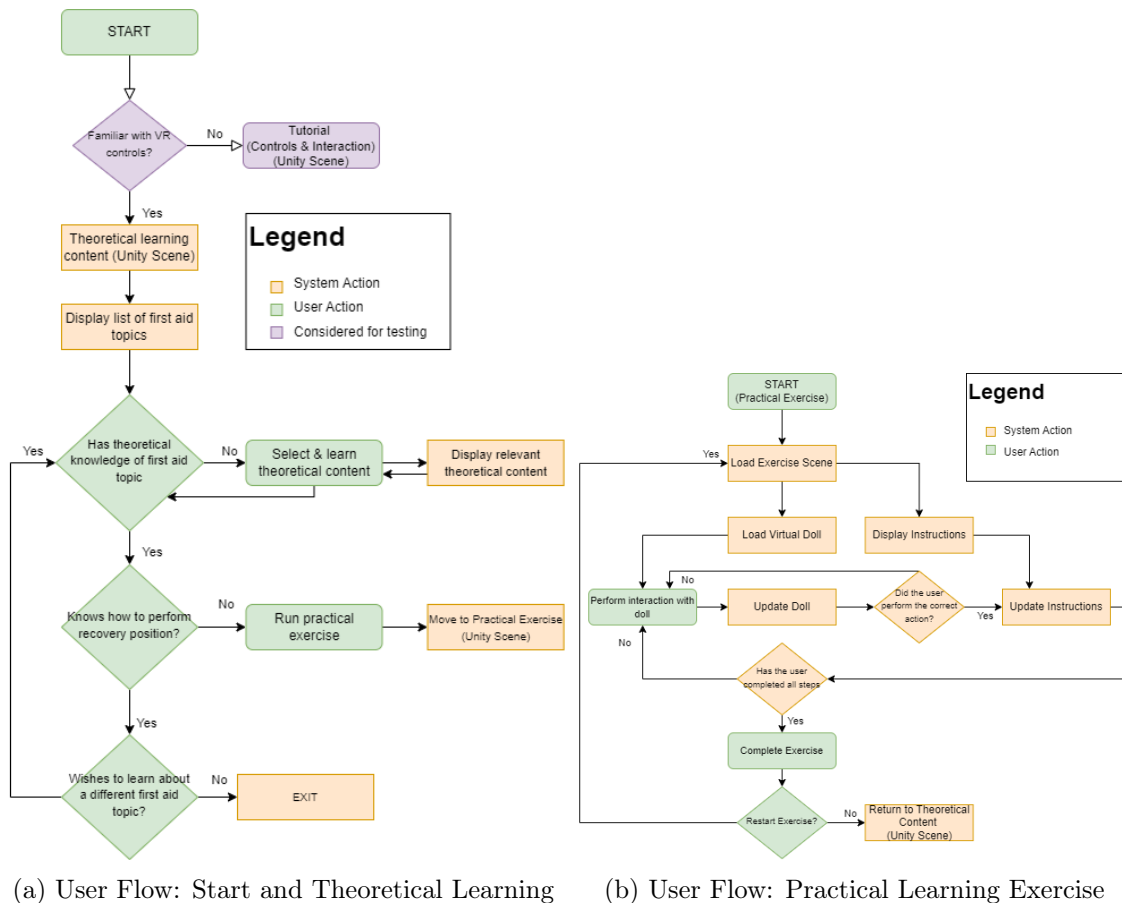 START
Familiar with VR
controls?
No
Tutorial
(Controls & Interaction)
(Unity Scene)
Yes
Theoretical learning
content (Unity Scene)
Display list of first aid
topics
Legend
System Action
User Action
Considered for testing
Yes
Has theoretical
knowledge of first aid
topic
No
Select & learn
theoretical content
Display relevant
theoretical content
Yes
Knows how to perform
recovery position?
No
Run practical
exercise
Move to Practical Exercise
(Unity Scene)
Yes
Wishes to learn about
a different first aid
topic?
No
EXIT
(a) User Flow: Start and Theoretical Learning
START
(Practical Exercise)
Legend
System Action
User Action
Yes
Load Exercise Scene
Load Virtual Doll
Display Instructions
No
Perform interaction with
doll
Update Doll
Did the user
perform the correct
action?
Yes
Update Instructions
No
Has the user
completed all steps
Yes
Complete Exercise
Restart Exercise?
No
Return to Theoretical
Content
(Unity Scene)
(b) User Flow: Practical Learning Exercise